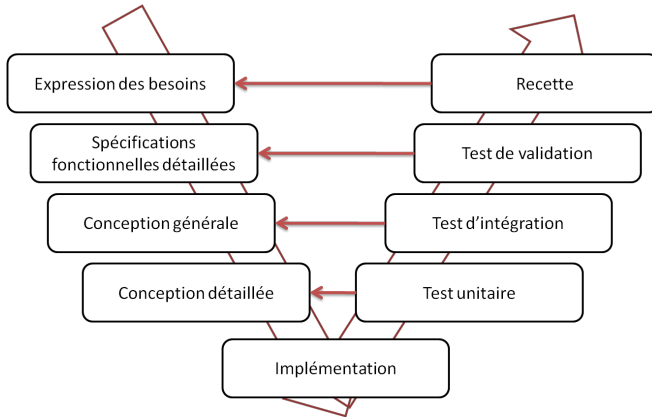 Expression des besoins
Recette
Spécifications
fonctionnelles détaillées
Test de validation
Conception générale
Test d'intégration
Conception détaillée
Test unitaire
Implémentation